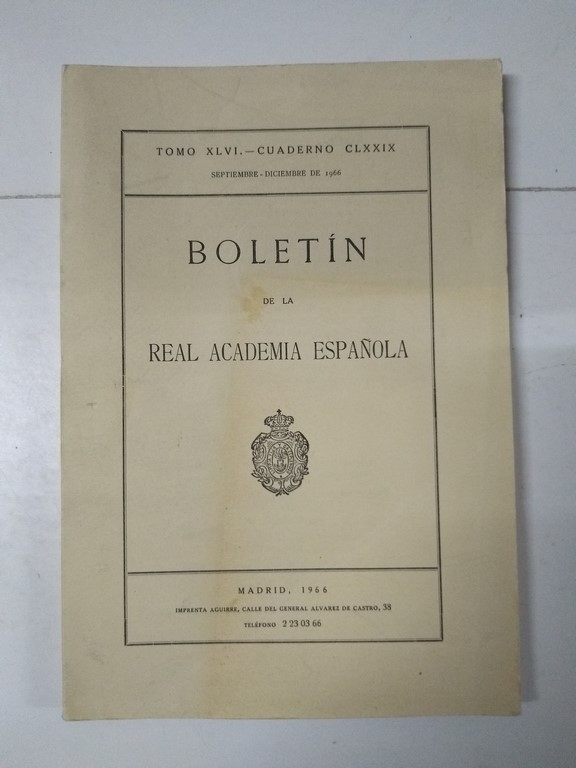 TOMO XLVI.—CUADERNO CLXXIX
SEPTIEMBRE-DICIEMBRE DE 1966
BOLETÍN
DE LA
REAL ACADEMIA ESPAÑOLA
MADRID, 1966
IMPRENTA AGUIRRE, CALLE DEL GENERAL ALVAREZ DE CASTRO, 38
TELÉFONO 2 23 03 66